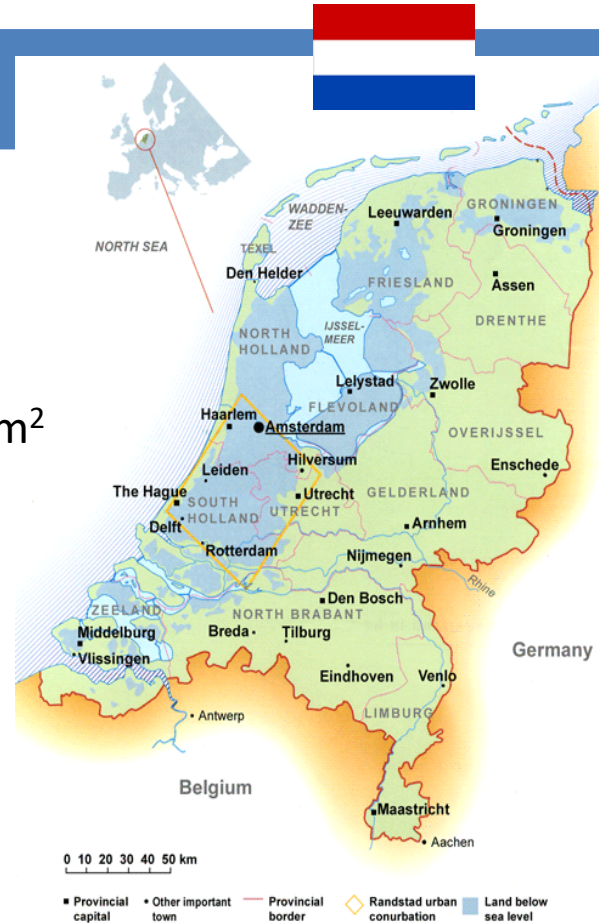 WADDEN-
ZEE
GRONINGEN
Leeuwarden
Groningen
NORTH SEA
TEXEL
Den Helder
FRIESLAND
Assen
DRENTHE
IJSSEL-
MEER
NORTH
HOLLAND
Lelystad
Zwolle
FLEVOLAND
m²
Haarlem
Amsterdam
OVERIJSSEL
Hilversum
Enschede
Leiden
The Hague
SOUTH
HOLLAND
Utrecht
UTRECHT
GELDERLAND
Delft
Arnhem
Rotterdam
Nijmegen
Rhine
Den Bosch
ZEELAND
NORTH BRABANT
Middelburg
Breda
Tilburg
Vlissingen
Germany
Eindhoven
Venlo
LIMBURG
Antwerp
Belgium
Maastricht
Aachen
0 10 20 30 40 50 km
Provincial
capital
Other important
town
Provincial
border
Randstad urban
conurbation
Land below
sea level